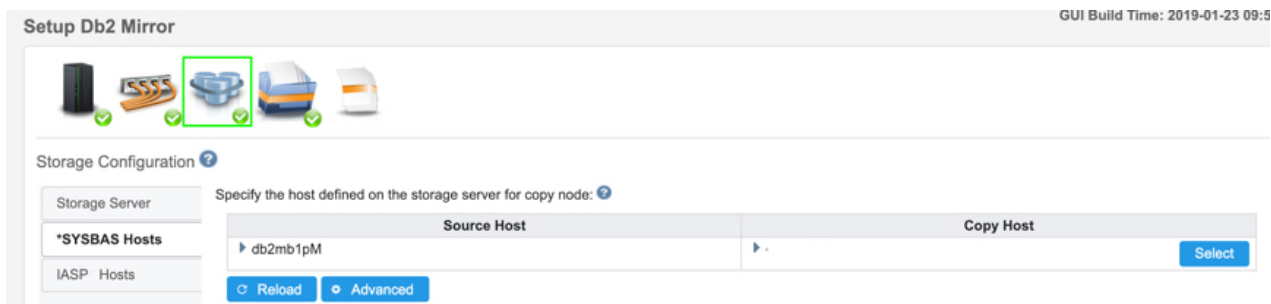 GUI Build Time: 2019-01-23 09:5
Setup Db2 Mirror
Storage Configuration
Storage Server
*SYSBAS Hosts
IASP Hosts
Specify the host defined on the storage server for copy node:
Source Host Copy Host
db2mb1pM - Select
Reload Advanced